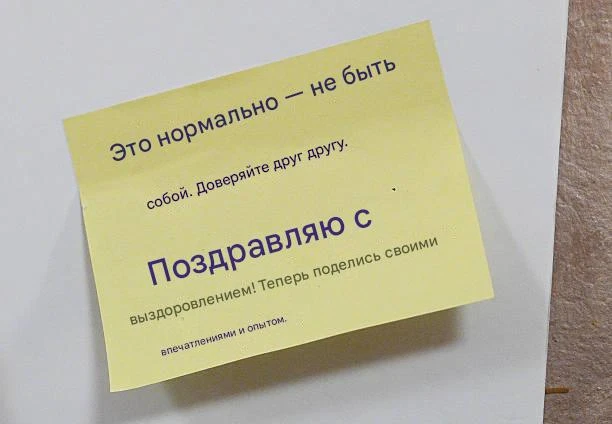 Это нормально — не быть
собой. Доверяйте друг другу.
Поздравляю с
выздоровлением! Теперь поделись своими
впечатлениями и опытом.